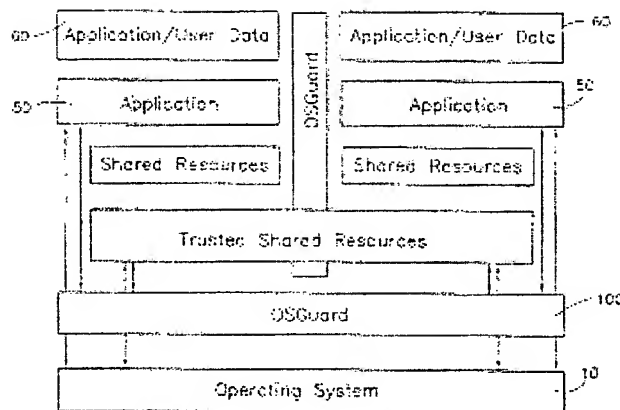 60 Application/User Data OSGuard Application/User Data 60
50 Application Application 50
Shared Resources Shared Resources
Trusted Shared Resources
OSGuard 100
Operating System 10